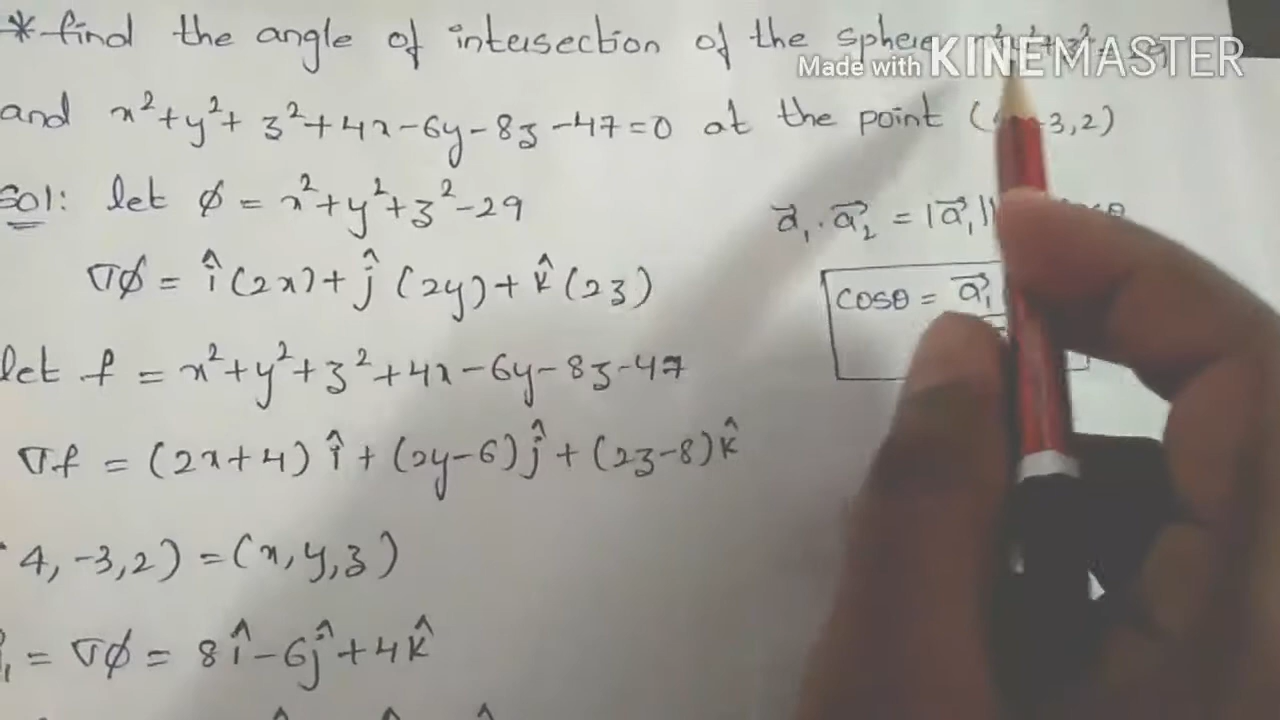 * find the angle of intersection of the sphere
Made with KINEMASTER
and x²+y²+z²+4x-6y-8z-47=0 at the point ( -3,2)
Sol: let ϕ = x²+y²+z²-29
a⃗₁.a⃗₂ = |a⃗₁||
∇ϕ = î(2x)+ĵ(2y)+k̂(2z)
cosθ = a⃗₁
let f = x²+y²+z²+4x-6y-8z-47
∇f = (2x+4)î+(2y-6)ĵ+(2z-8)k̂
4,-3,2)=(x,y,z)
₁ = ∇ϕ = 8î-6ĵ+4k̂